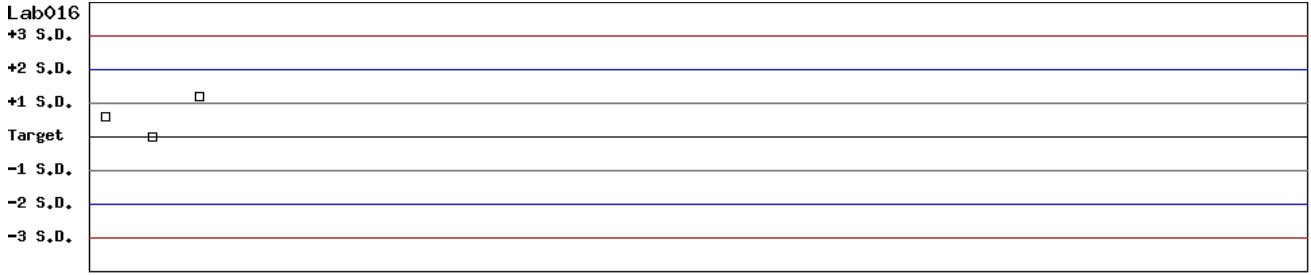 Lab016
+3 S.D.
+2 S.D.
+1 S.D.
Target
-1 S.D.
-2 S.D.
-3 S.D.